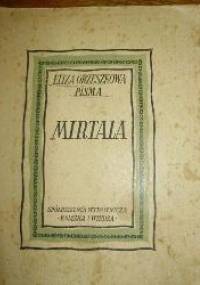 ELIZA ORZESZKOWA
PISMA
MIRTALA
SPÓŁDZIELNIA WYDAWNICZA
„KSIĄŻKA I WIEDZA”